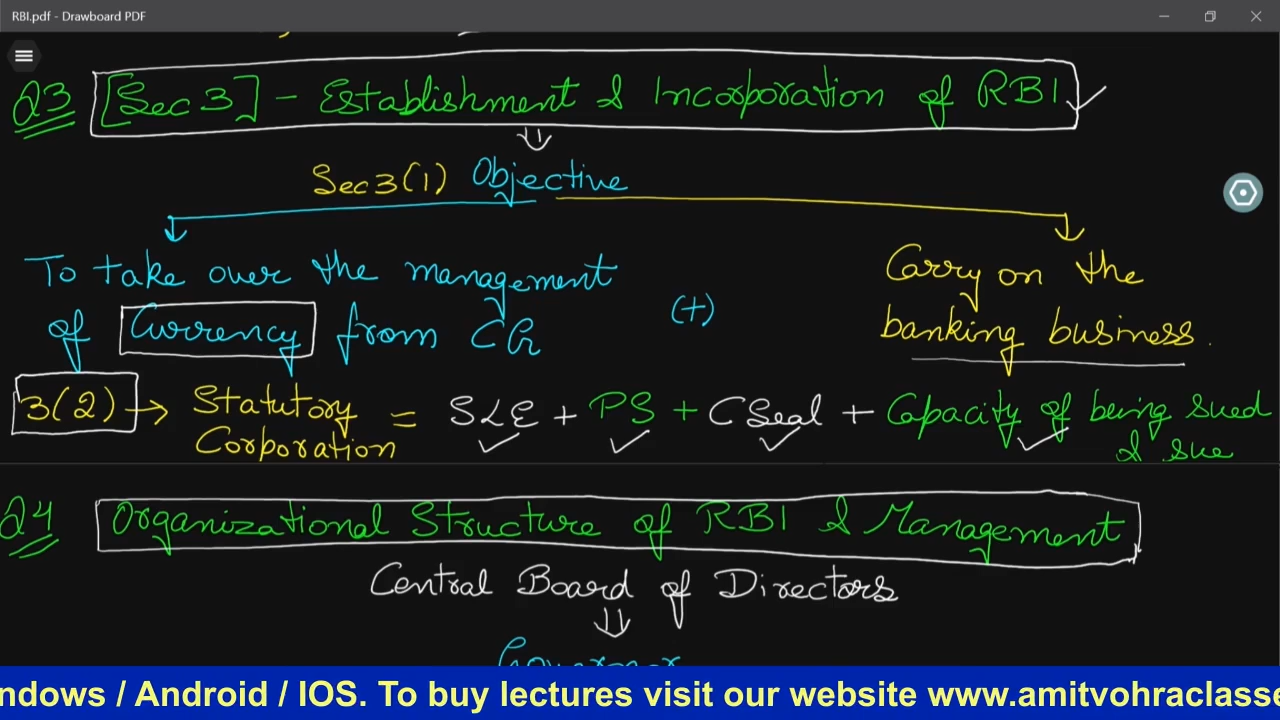 RBI.pdf - Drawboard PDF
Q3 [Sec 3] - Establishment & Incorporation of RBI
Sec 3(1) Objective
To take over the management
of Currency from CG
(+)
Carry on the
banking business.
3(2) → Statutory Corporation = SLE + PS + CSeal + Capacity of being sued & sue
Q4 Organizational Structure of RBI & Management
Central Board of Directors
Governor
ndows / Android / IOS. To buy lectures visit our website www.amitvohraclasse